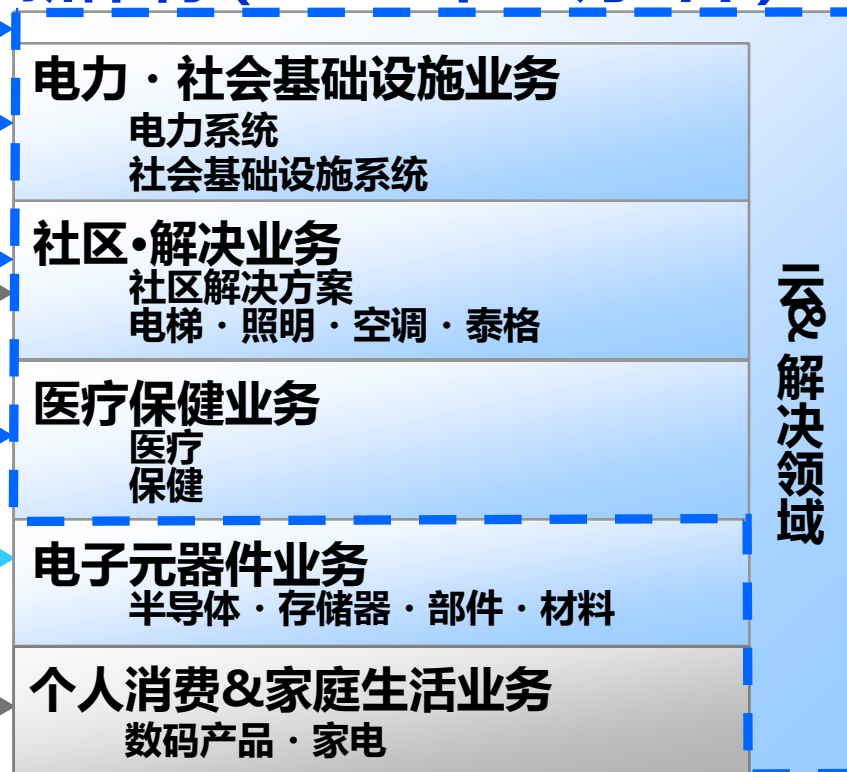 电力・社会基础设施业务
电力系统
社会基础设施系统
社区•解决业务
社区解决方案
电梯・照明・空调・泰格
医疗保健业务
医疗
保健
电子元器件业务
半导体・存储器・部件・材料
个人消费&家庭生活业务
数码产品・家电
云&解决领域